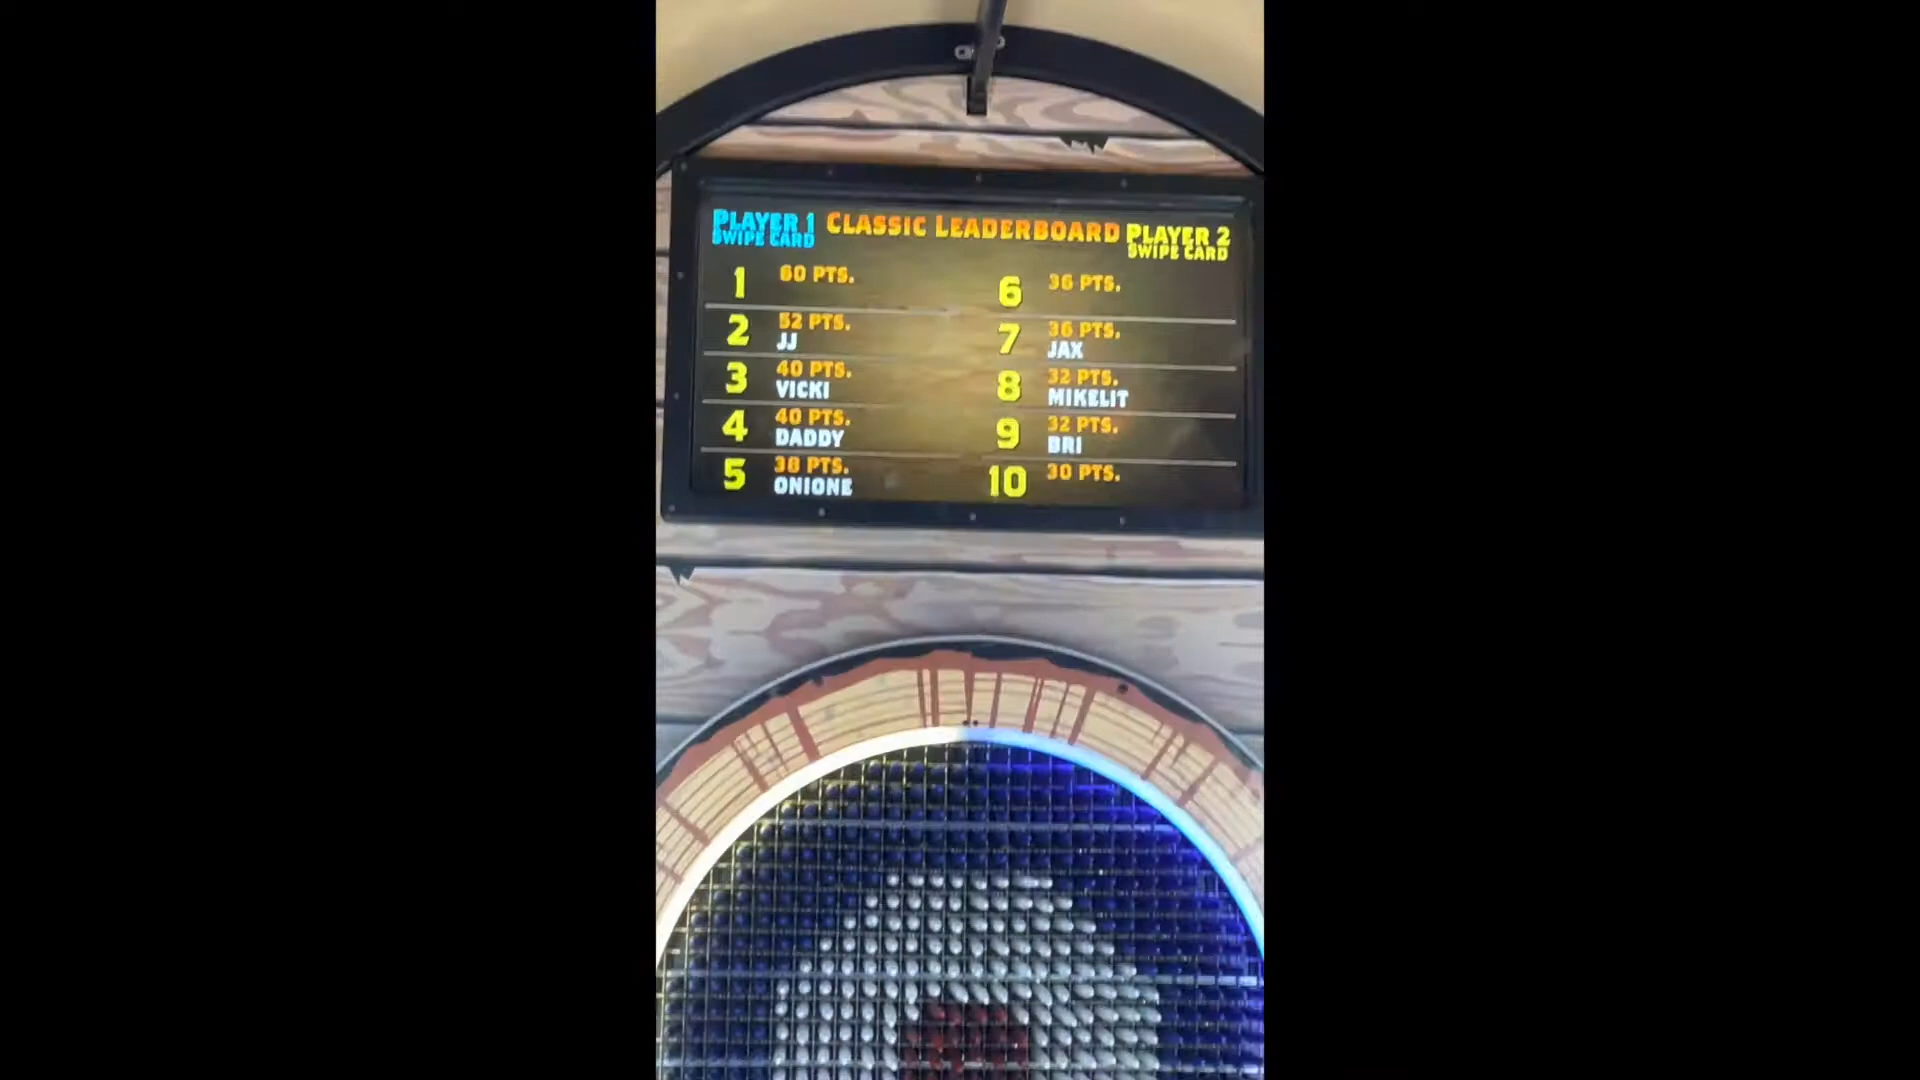 PLAYER 1
SWIPE CARD
CLASSIC LEADERBOARD
PLAYER 2
SWIPE CARD
1
60 PTS.
2
52 PTS.
JJ
3
40 PTS.
VICKI
4
40 PTS.
DADDY
5
38 PTS.
ONIONE
6
36 PTS.
7
36 PTS.
JAX
8
32 PTS.
MIKELIT
9
32 PTS.
BRI
10
30 PTS.